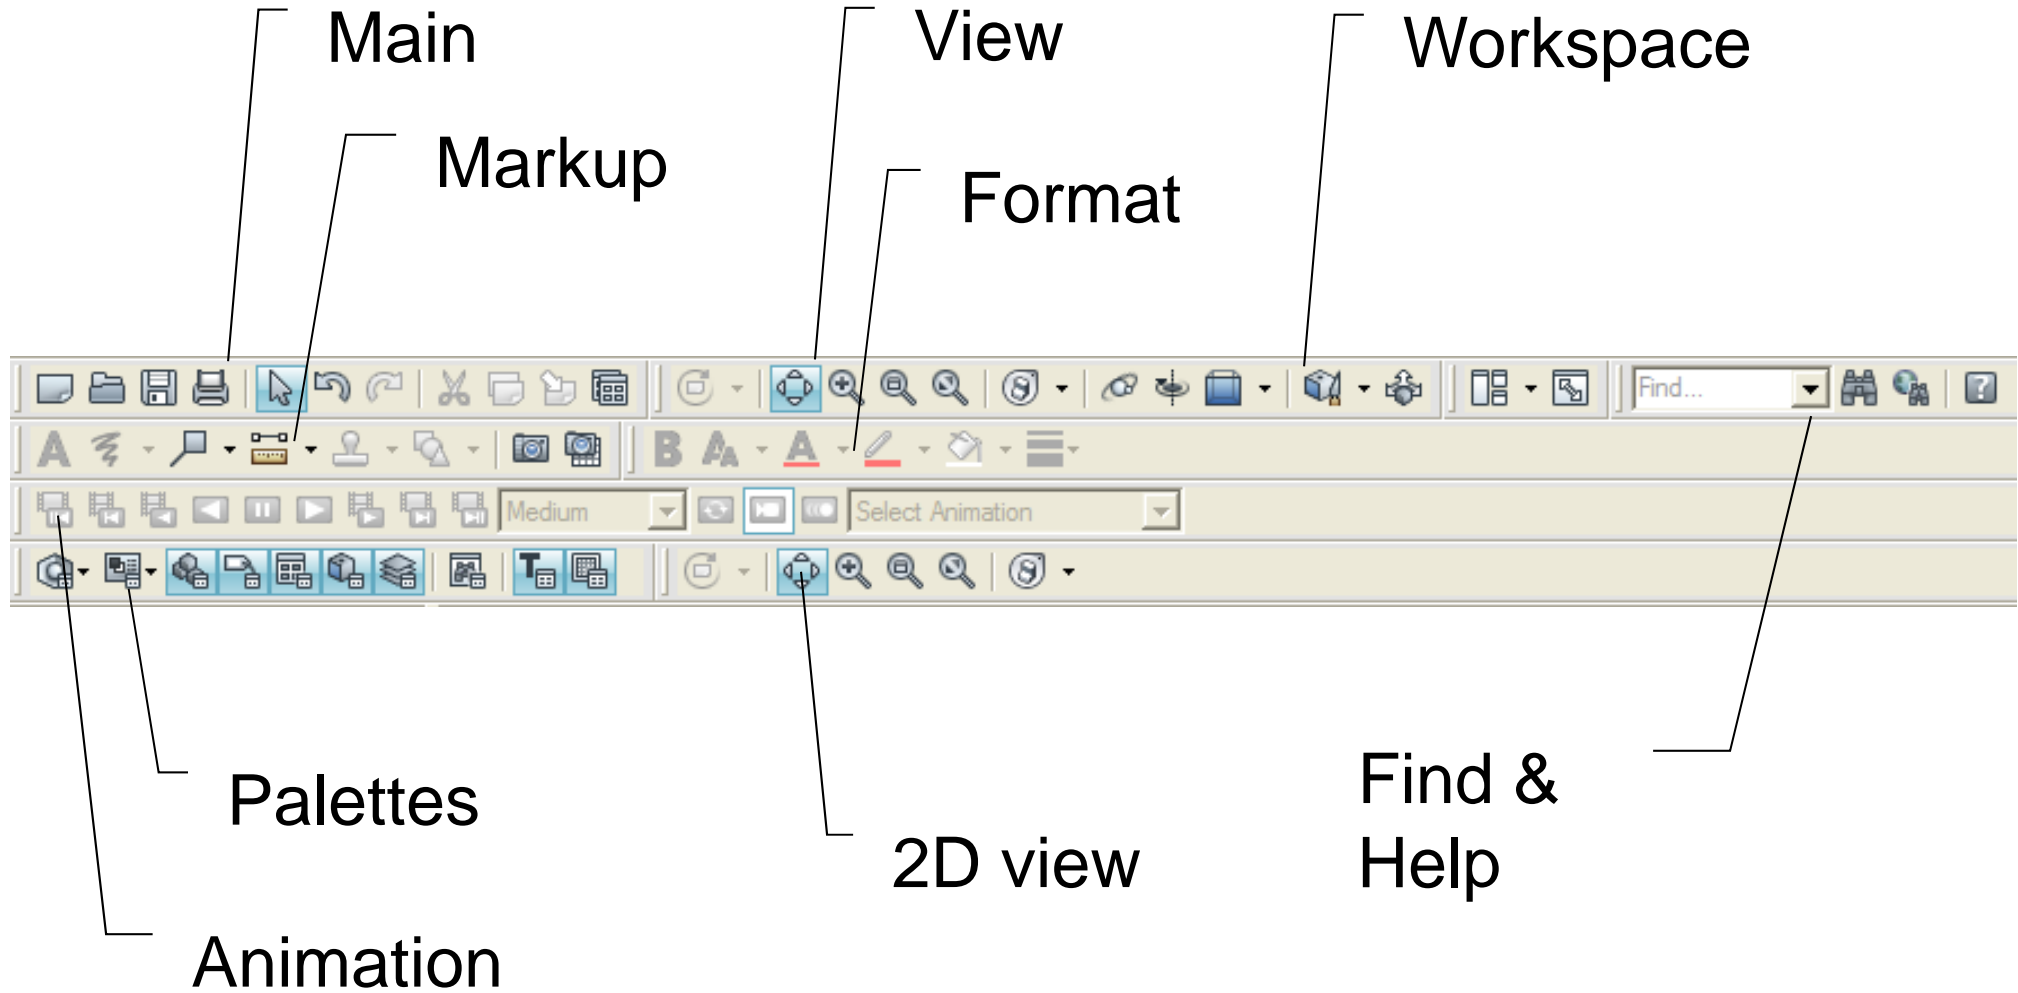 Main
View
Workspace
Markup
Format
Find...
Medium
Select Animation
Palettes
2D view
Find &
Help
Animation